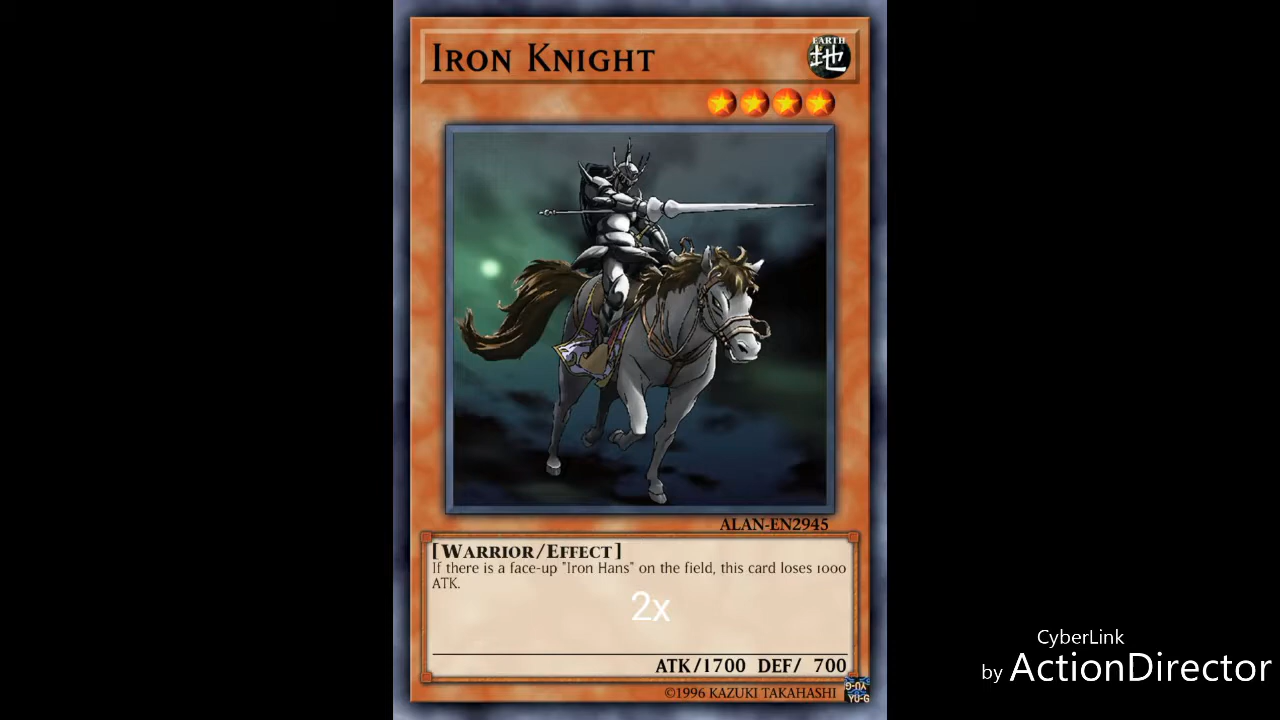 IRON KNIGHT
EARTH
地
ALAN-EN2945
[WARRIOR/EFFECT]
If there is a face-up "Iron Hans" on the field, this card loses 1000
ATK.
2x
ATK/1700 DEF/ 700
©1996 KAZUKI TAKAHASHI
CyberLink
by ActionDirector